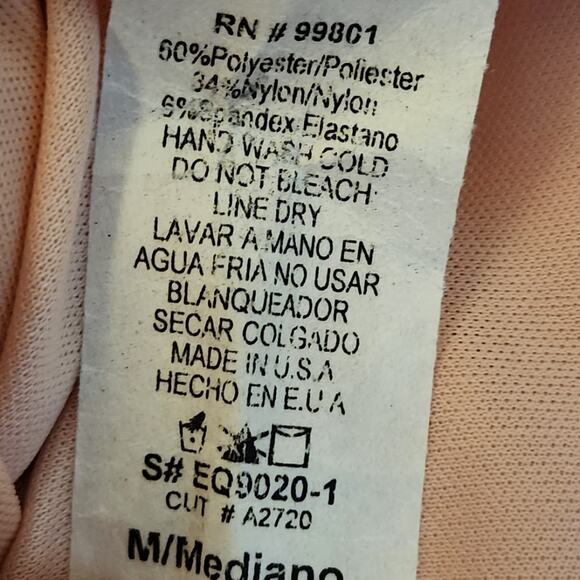 RN # 99801
60%Polyester/Poliester
34%Nylon/Nylon
6%Spandex Elastano
HAND WASH COLD
DO NOT BLEACH
LINE DRY
LAVAR A MANO EN
AGUA FRIA NO USAR
BLANQUEADOR
SECAR COLGADO
MADE IN U.S.A
HECHO EN E.U A
S# EQ9020-1
CUT # A2720
M/Mediano